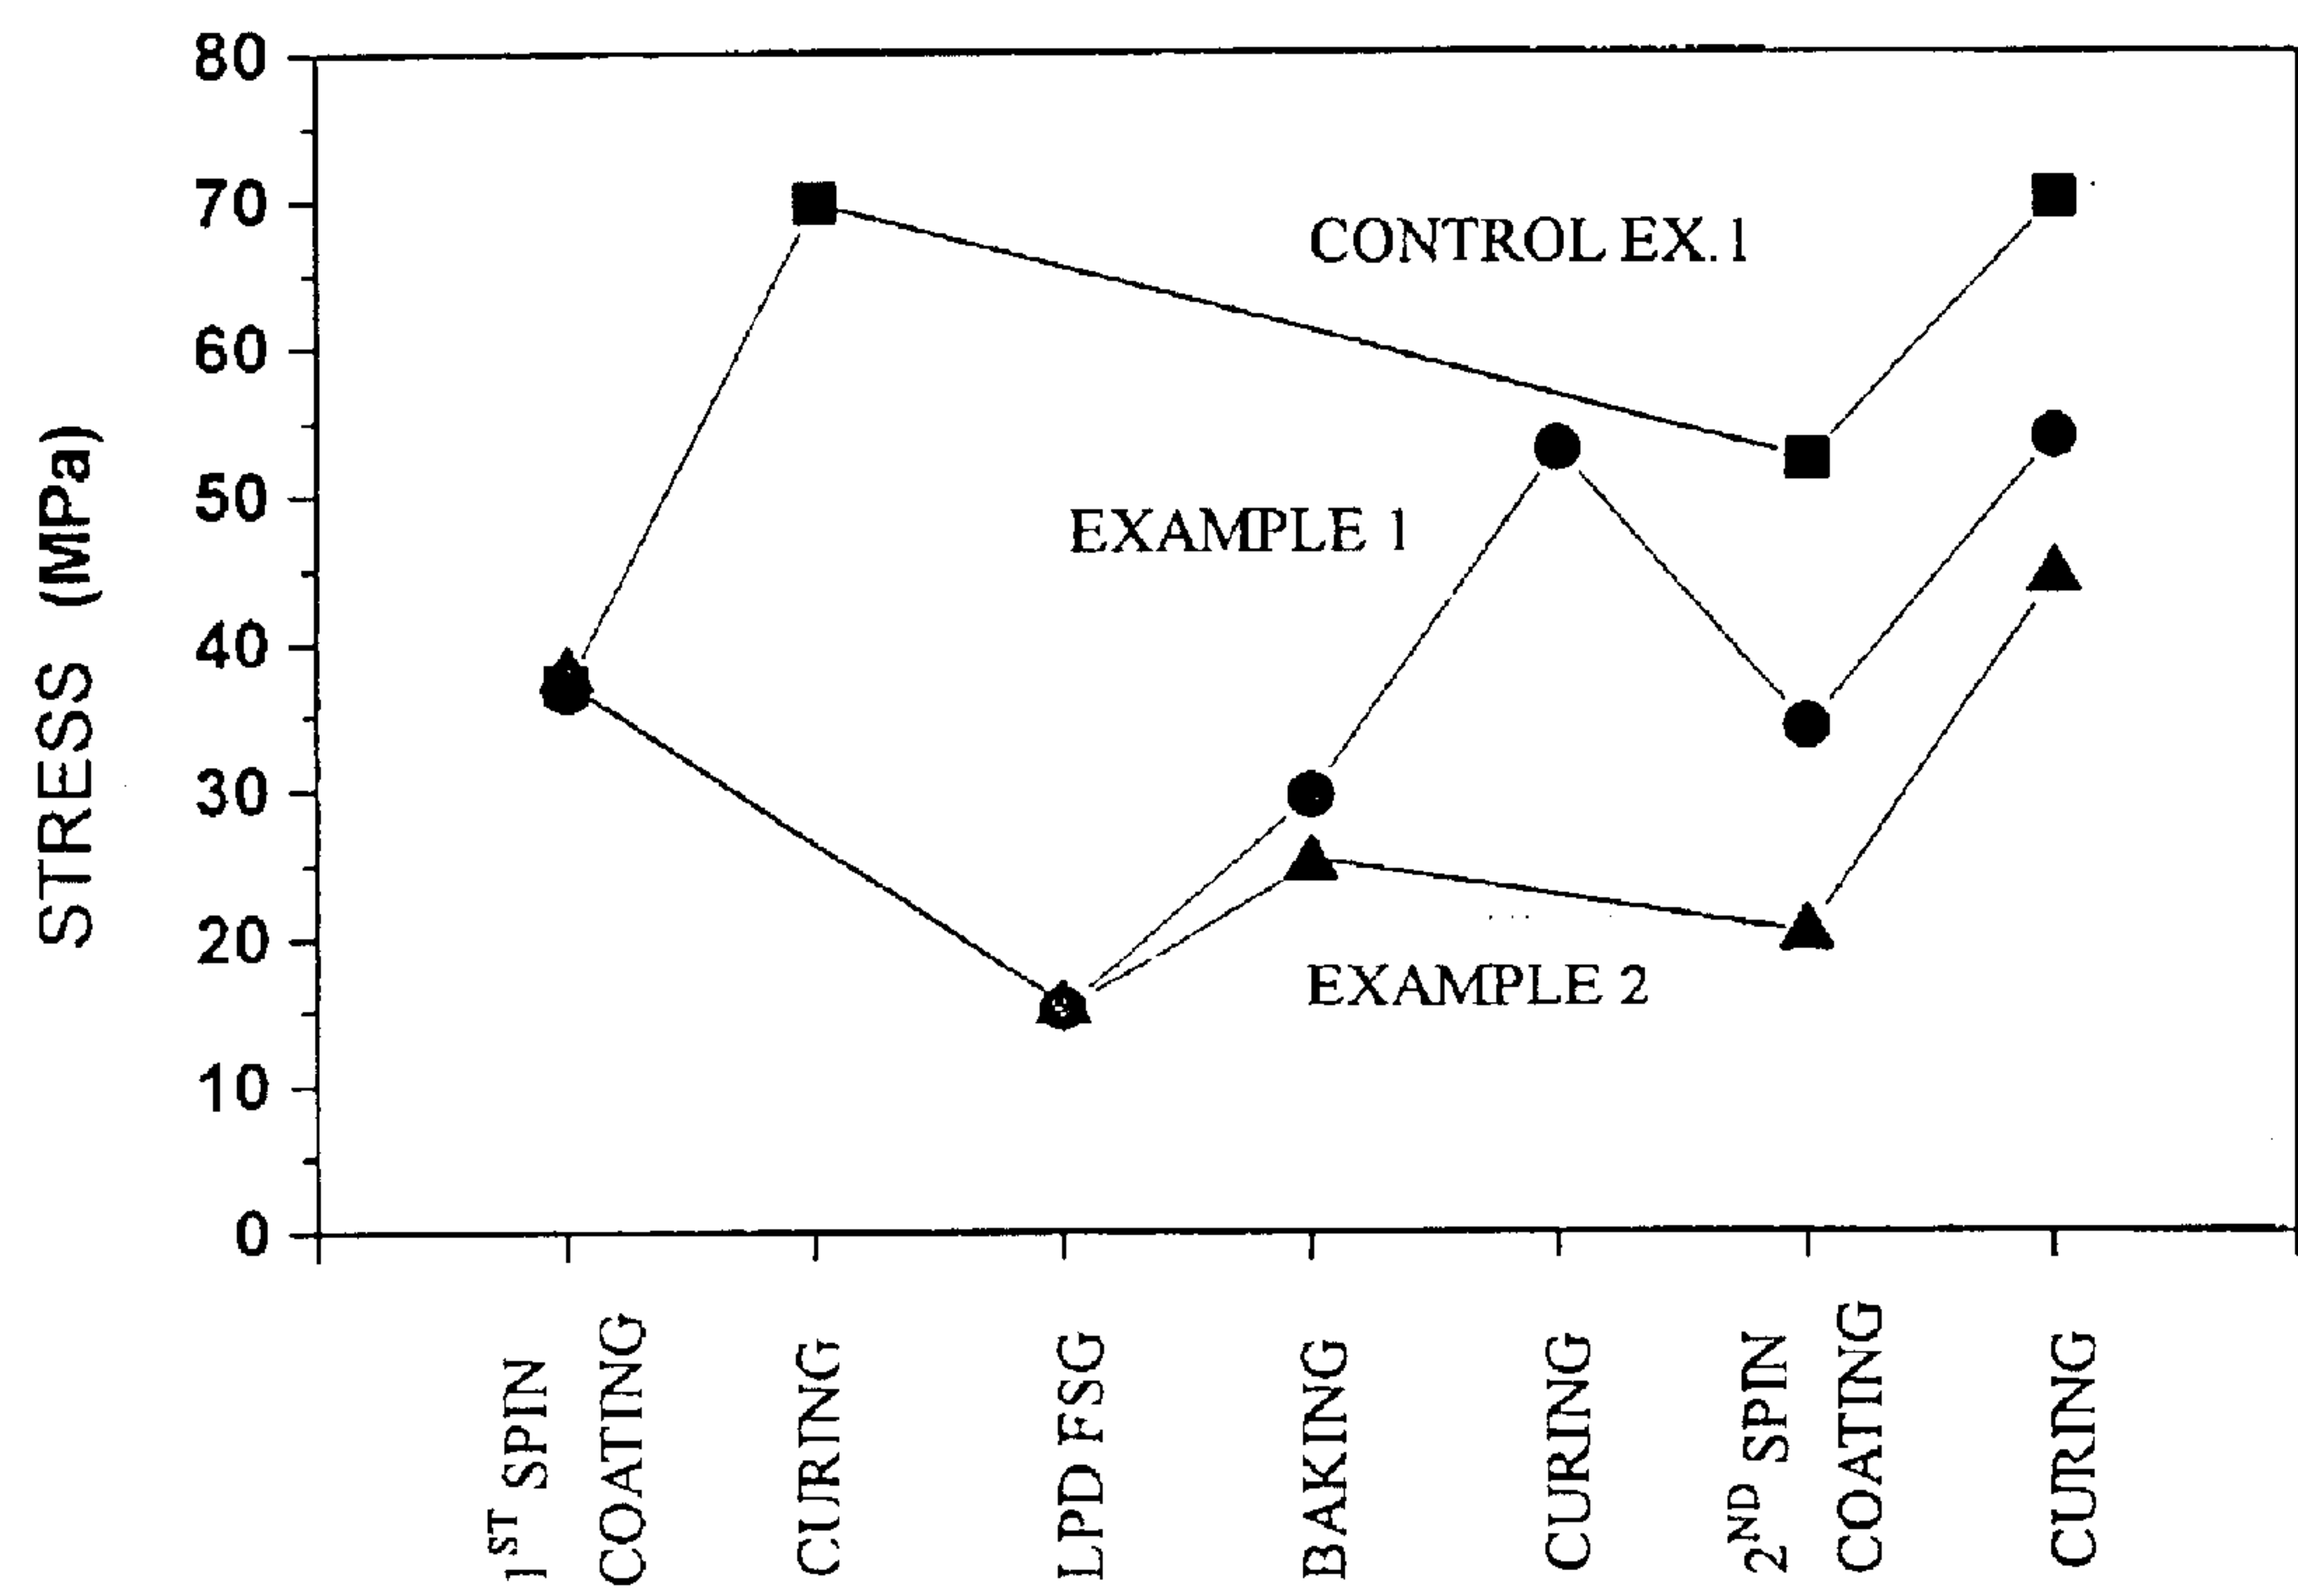 80
70
60
50
40
30
20
10
0
STRESS (MPa)
CONTROL EX. 1
EXAMPLE 1
EXAMPLE 2
1ST SPIN
COATING
CURING
LPD FSG
BAKING
CURING
2ND SPIN
COATING
CURING